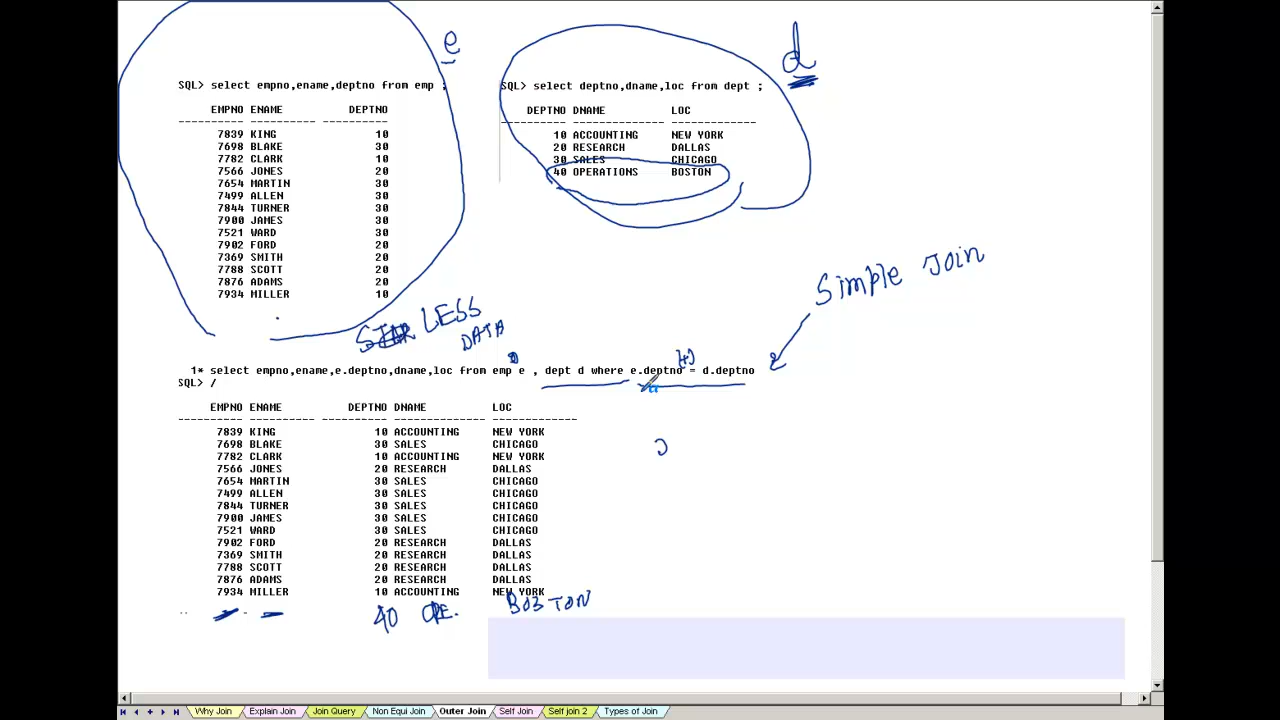 e
d
SQL> select empno,ename,deptno from emp ;
EMPNO ENAME DEPTNO
---------- ---------- ----------
7839 KING 10
7698 BLAKE 30
7782 CLARK 10
7566 JONES 20
7654 MARTIN 30
7499 ALLEN 30
7844 TURNER 30
7900 JAMES 30
7521 WARD 30
7902 FORD 20
7369 SMITH 20
7788 SCOTT 20
7876 ADAMS 20
7934 MILLER 10
SQL> select deptno,dname,loc from dept ;
DEPTNO DNAME LOC
---------- -------------- -------------
10 ACCOUNTING NEW YORK
20 RESEARCH DALLAS
30 SALES CHICAGO
40 OPERATIONS BOSTON
Simple Join
LESS
DATA
(+)
1* select empno,ename,e.deptno,dname,loc from emp e , dept d where e.deptno = d.deptno
SQL> /
EMPNO ENAME DEPTNO DNAME LOC
---------- ---------- ---------- -------------- -------------
7839 KING 10 ACCOUNTING NEW YORK
7698 BLAKE 30 SALES CHICAGO
7782 CLARK 10 ACCOUNTING NEW YORK
7566 JONES 20 RESEARCH DALLAS
7654 MARTIN 30 SALES CHICAGO
7499 ALLEN 30 SALES CHICAGO
7844 TURNER 30 SALES CHICAGO
7900 JAMES 30 SALES CHICAGO
7521 WARD 30 SALES CHICAGO
7902 FORD 20 RESEARCH DALLAS
7369 SMITH 20 RESEARCH DALLAS
7788 SCOTT 20 RESEARCH DALLAS
7876 ADAMS 20 RESEARCH DALLAS
7934 MILLER 10 ACCOUNTING NEW YORK
40 OPE. BOSTON
Why Join Explain Join Join Query Non Equi Join Outer Join Self Join Self join 2 Types of Join